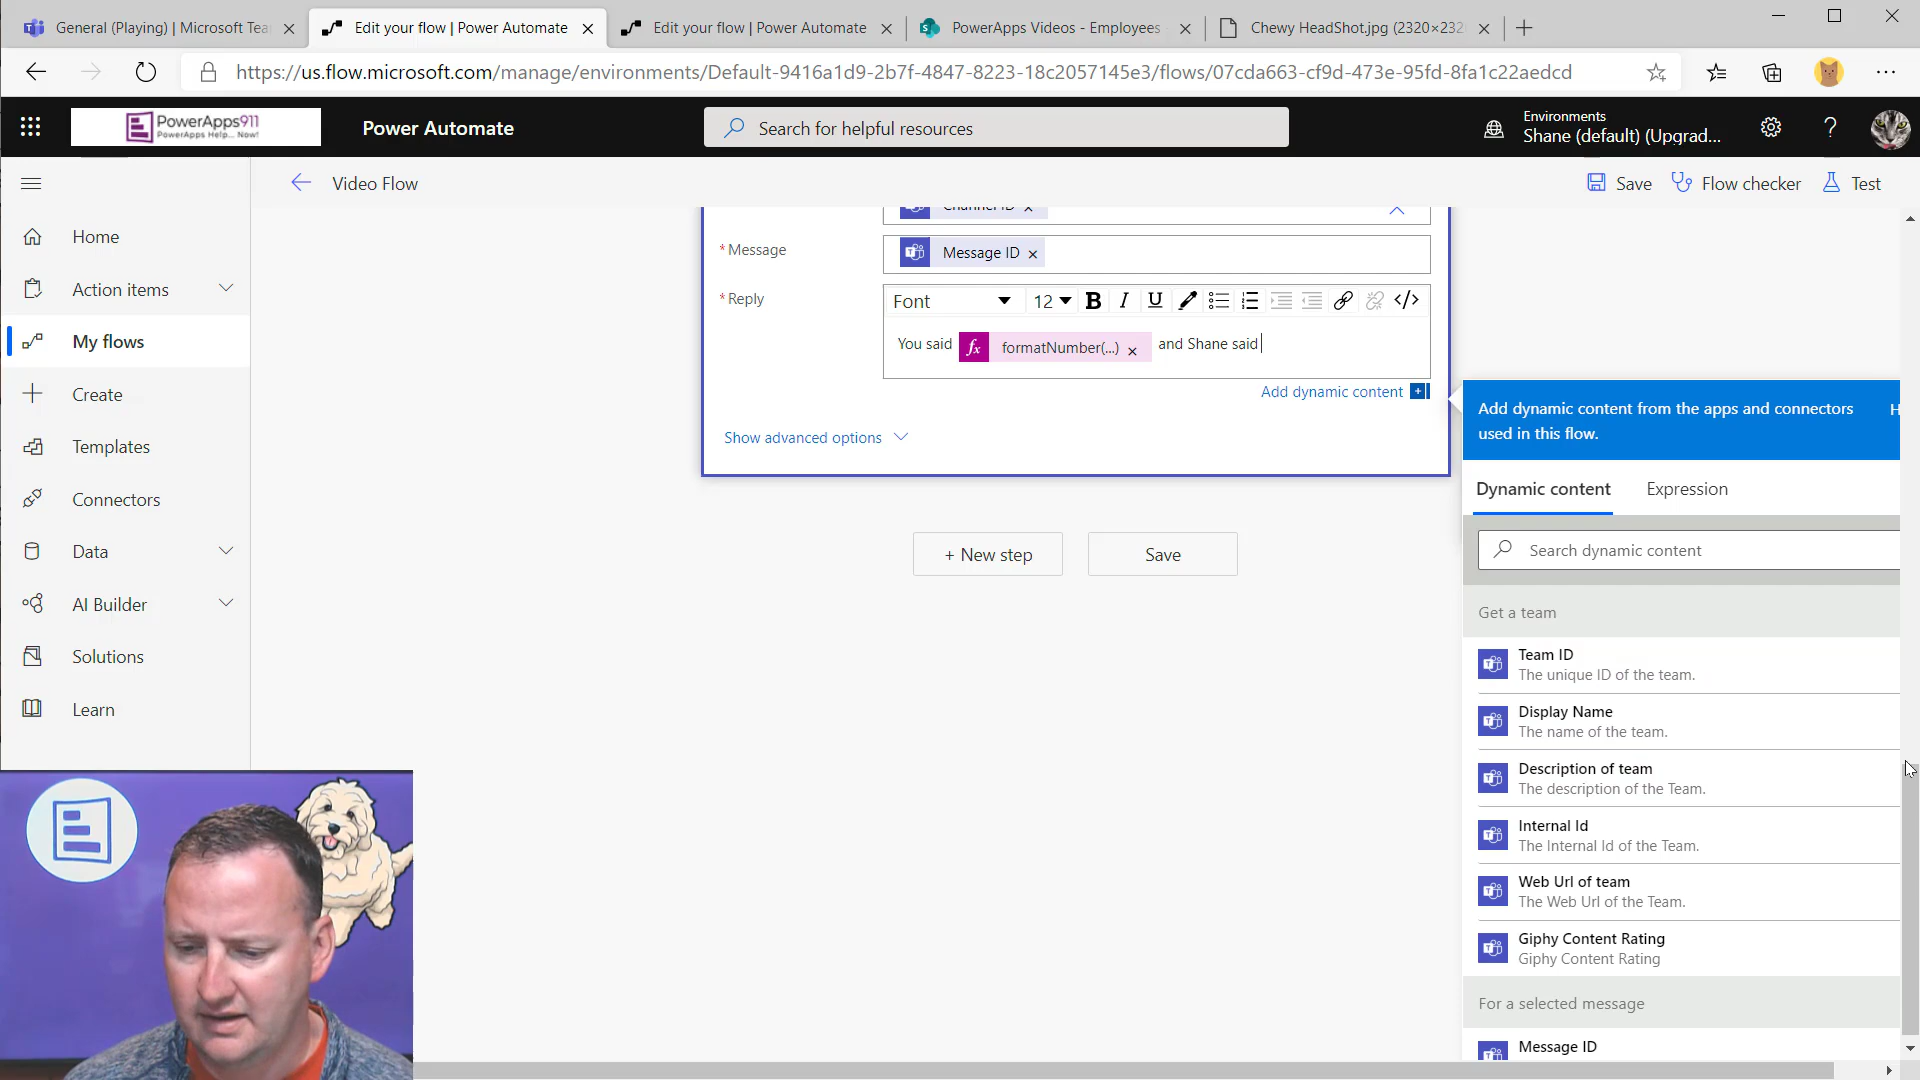 General (Playing) | Microsoft Tea
Edit your flow | Power Automate
Edit your flow | Power Automate
PowerApps Videos - Employees
Chewy HeadShot.jpg (2320×232
https://us.flow.microsoft.com/manage/environments/Default-9416a1d9-2b7f-4847-8223-18c2057145e3/flows/07cda663-cf9d-473e-95fd-8fa1c22aedcd
PowerApps911
PowerApps Help... Now!
Power Automate
Search for helpful resources
Environments
Shane (default) (Upgrad...
Video Flow
Save
Flow checker
Test
Home
Action items
My flows
Create
Templates
Connectors
Data
AI Builder
Solutions
Learn
Channel ID
* Message
Message ID
* Reply
Font
12
B I U
You said fx formatNumber(...) and Shane said
Add dynamic content
Show advanced options
+ New step
Save
Add dynamic content from the apps and connectors
used in this flow.
H
Dynamic content
Expression
Search dynamic content
Get a team
Team ID
The unique ID of the team.
Display Name
The name of the team.
Description of team
The description of the Team.
Internal Id
The Internal Id of the Team.
Web Url of team
The Web Url of the Team.
Giphy Content Rating
Giphy Content Rating
For a selected message
Message ID